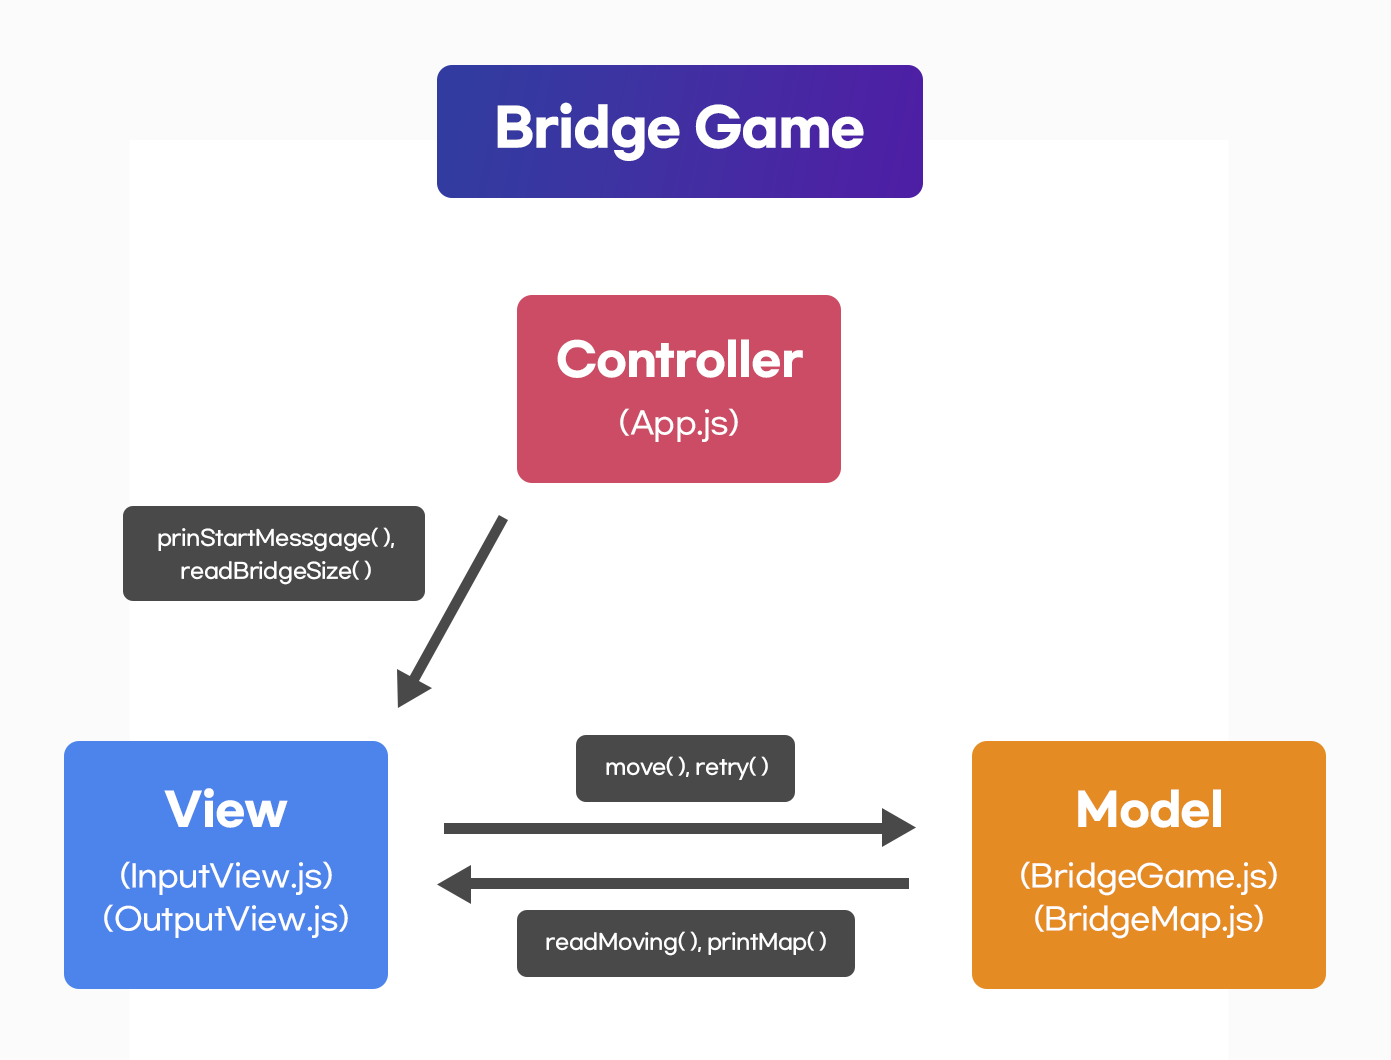 Bridge Game
Controller
(App.js)
prinStartMessgage( ),
readBridgeSize( )
move( ), retry( )
View
(InputView.js)
(OutputView.js)
Model
(BridgeGame.js)
(BridgeMap.js)
readMoving( ), printMap( )